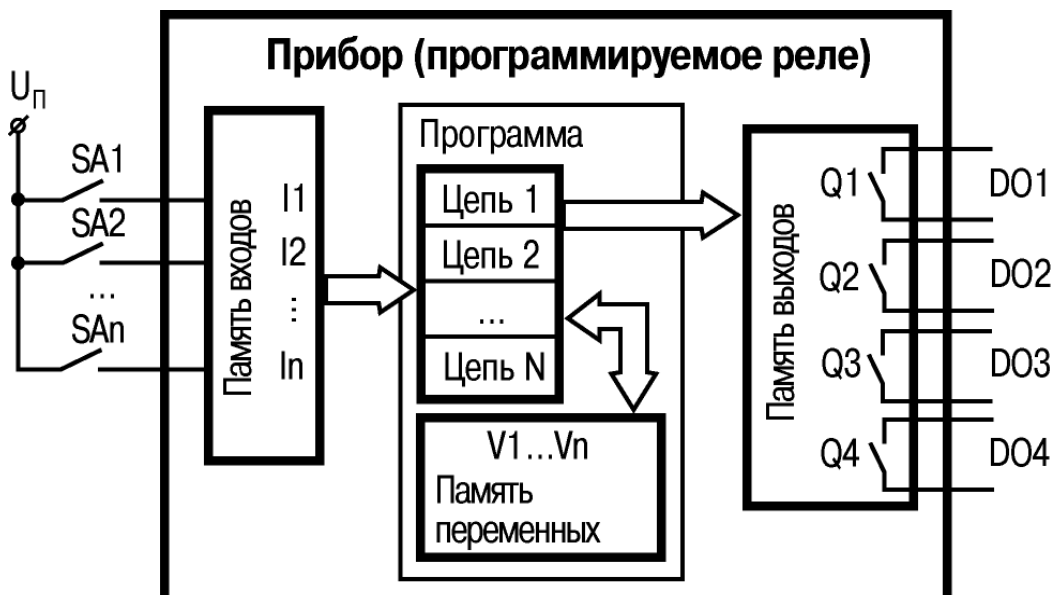 Прибор (программируемое реле)
UП
SA1
SA2
...
SAn
Память входов
I1
I2
...
In
Программа
Цепь 1
Цепь 2
...
Цепь N
V1...Vn
Память
переменных
Память выходов
Q1
Q2
Q3
Q4
DO1
DO2
DO3
DO4